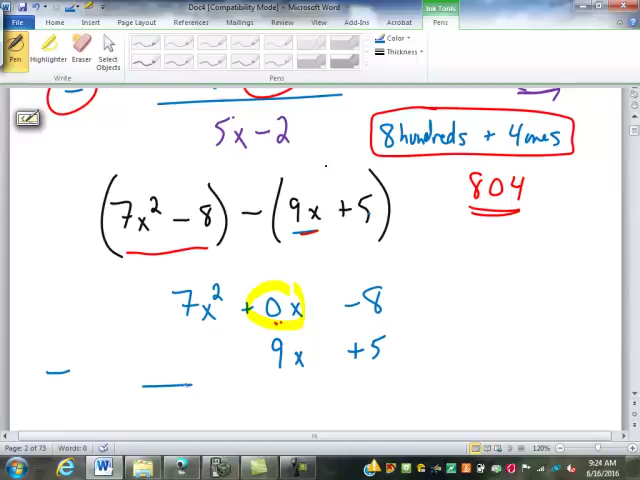 Doc4 [Compatibility Mode] - Microsoft Word
Ink Tools
File Home Insert Page Layout References Mailings Review View Add-Ins Acrobat Pens
Pen Highlighter Eraser Select Objects
Color
Thickness
Write Pens
5x - 2
8 hundreds + 4 ones
804
(7x² - 8) - (9x + 5)
7x² + 0x - 8
9x + 5
Page: 2 of 73 Words: 0 120%
9:24 AM
6/16/2016